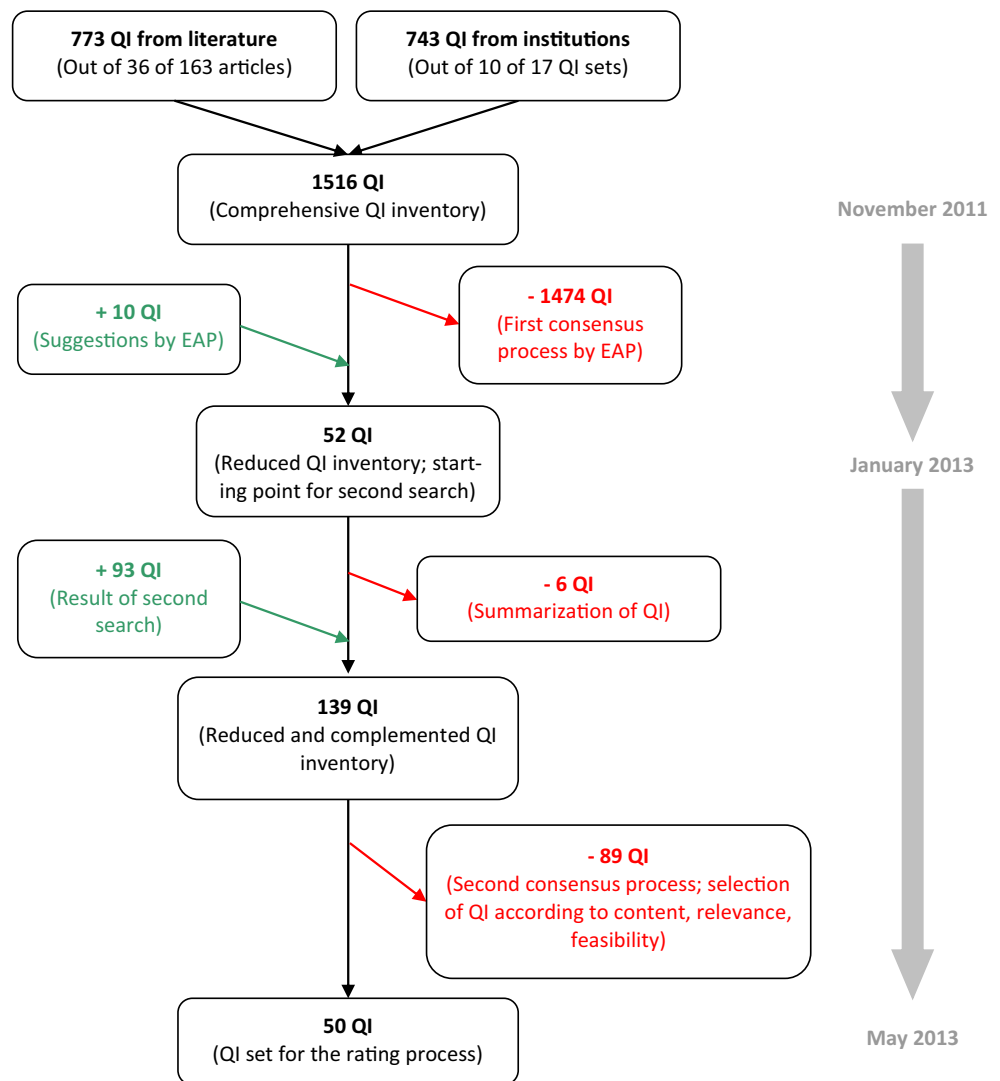 773 QI from literature
(Out of 36 of 163 articles)
743 QI from institutions
(Out of 10 of 17 QI sets)
1516 QI
(Comprehensive QI inventory)
November 2011
+ 10 QI
(Suggestions by EAP)
- 1474 QI
(First consensus
process by EAP)
52 QI
(Reduced QI inventory; start-
ing point for second search)
January 2013
+ 93 QI
(Result of second
search)
- 6 QI
(Summarization of QI)
139 QI
(Reduced and complemented QI
inventory)
- 89 QI
(Second consensus process; selection
of QI according to content, relevance,
feasibility)
50 QI
(QI set for the rating process)
May 2013